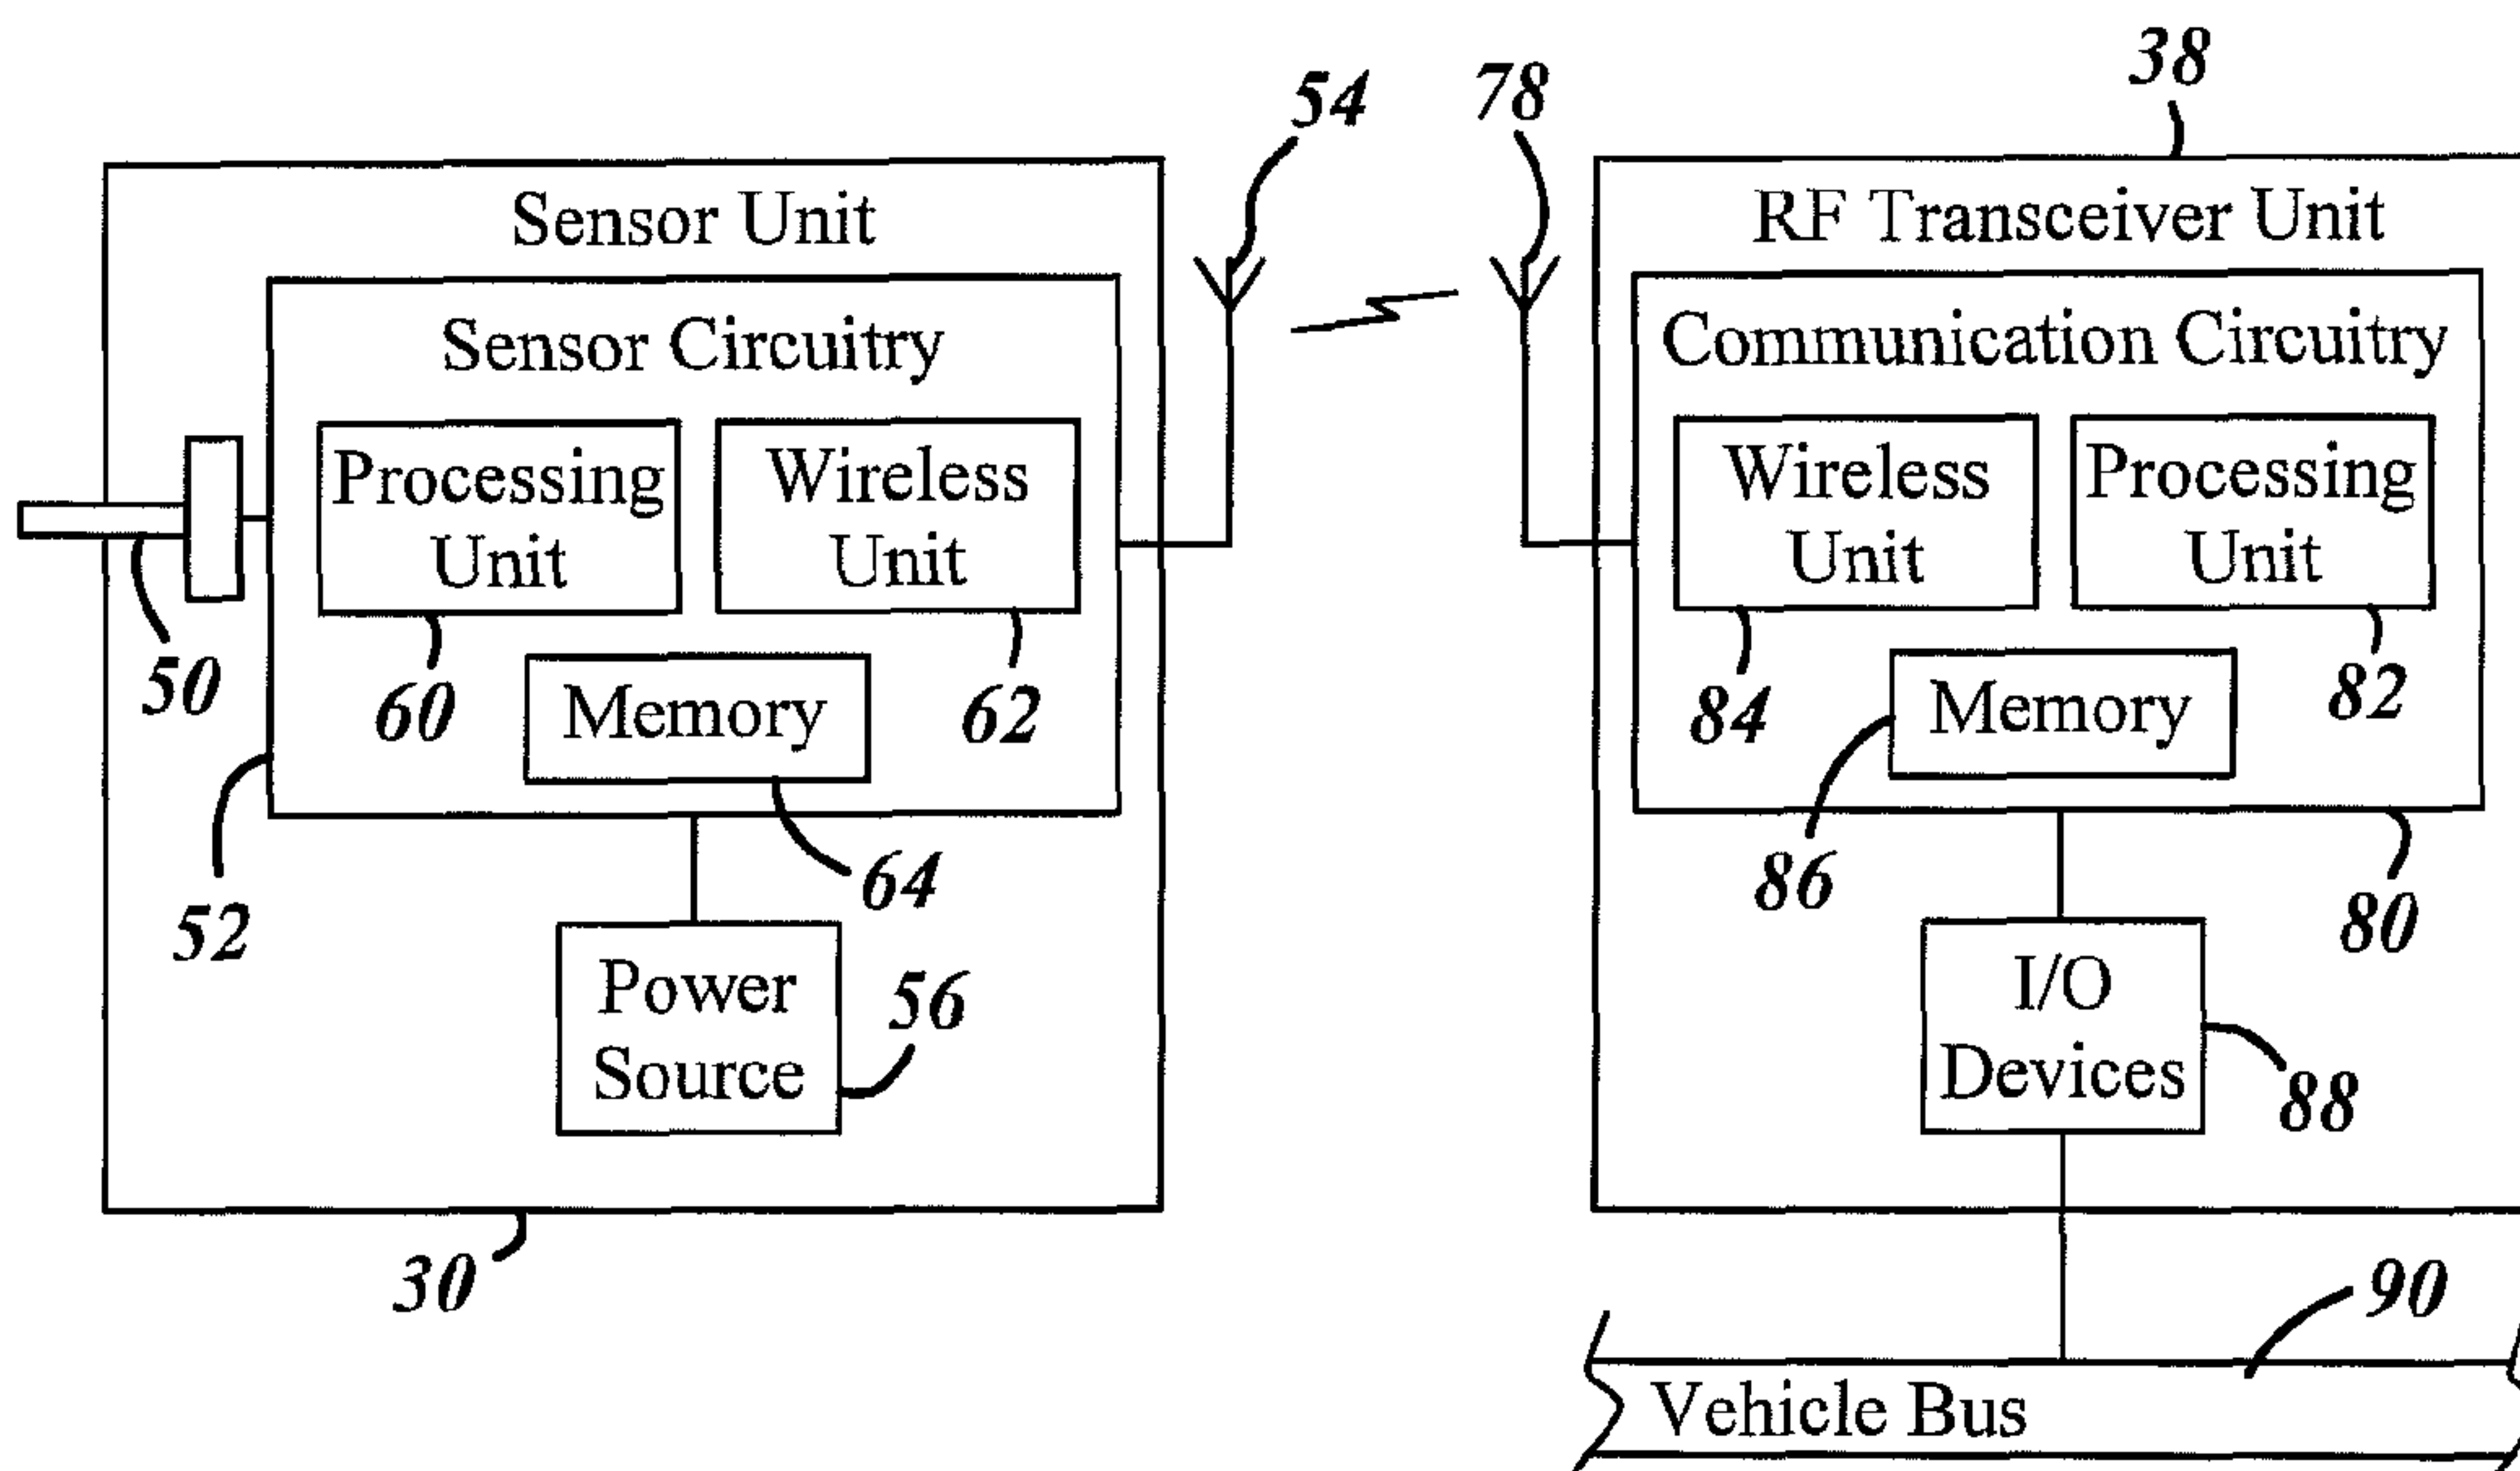 38
54
78
Sensor Unit
RF Transceiver Unit
Sensor Circuitry
Communication Circuitry
Processing
Unit
Wireless
Unit
Wireless
Unit
Processing
Unit
50
60
Memory
62
84
Memory
82
52
64
86
80
Power
Source
56
I/O
Devices
88
30
90
Vehicle Bus